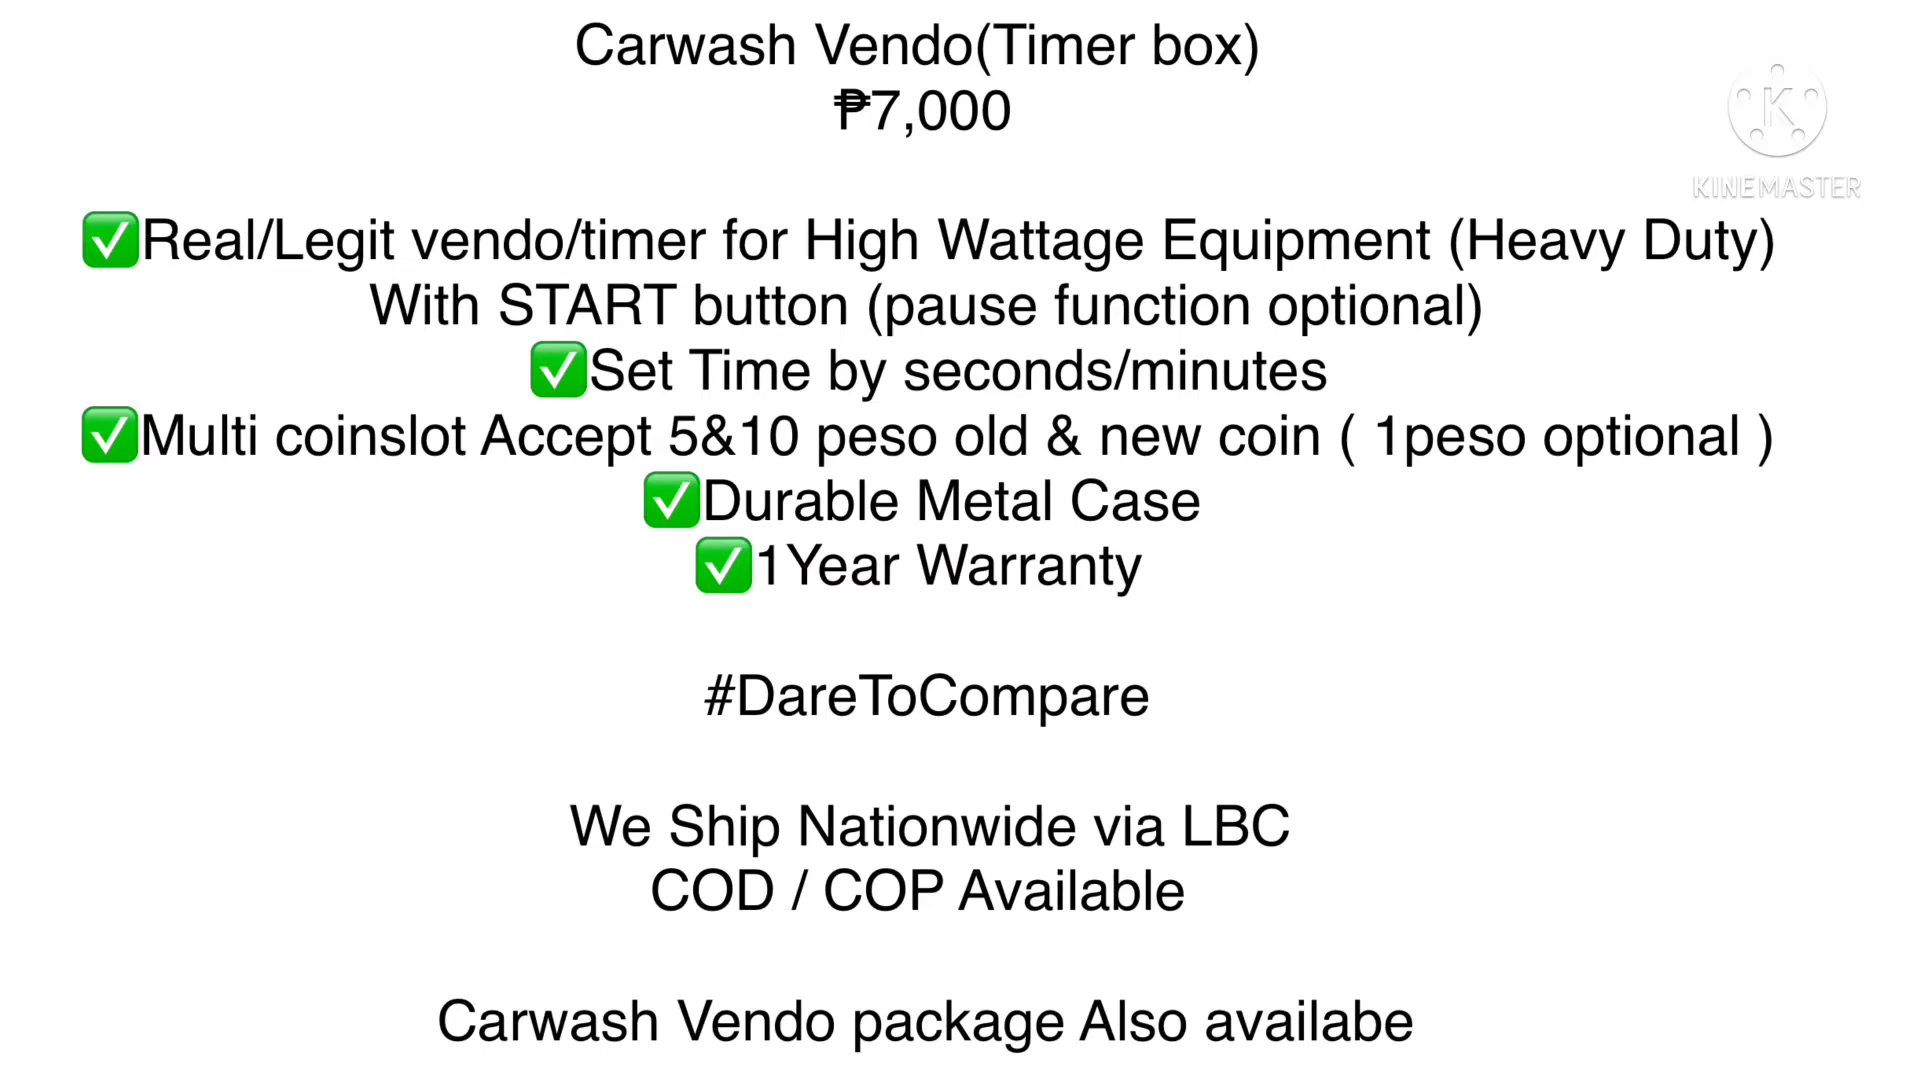 Carwash Vendo(Timer box)
₱7,000
K
KINEMASTER
✅Real/Legit vendo/timer for High Wattage Equipment (Heavy Duty)
With START button (pause function optional)
✅Set Time by seconds/minutes
✅Multi coinslot Accept 5&10 peso old & new coin ( 1peso optional )
✅Durable Metal Case
✅1Year Warranty
#DareToCompare
We Ship Nationwide via LBC
COD / COP Available
Carwash Vendo package Also availabe